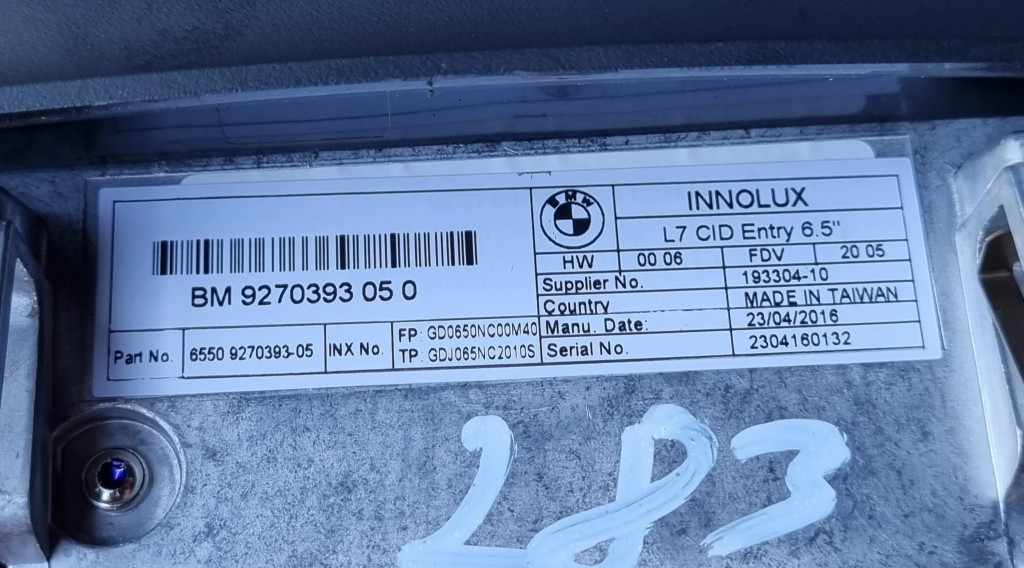 BMW
INNOLUX
L7 CID Entry 6.5"
BM 9270393 05 0
HW 00 06 FDV 20 05
Supplier No. 193304-10
Country MADE IN TAIWAN
Manu. Date: 23/04/2016
Serial No. 2304160132
Part No. 6550 9270393-05 INX No. FP: GD0650NC00M40
TP: GDJ065NC2010S